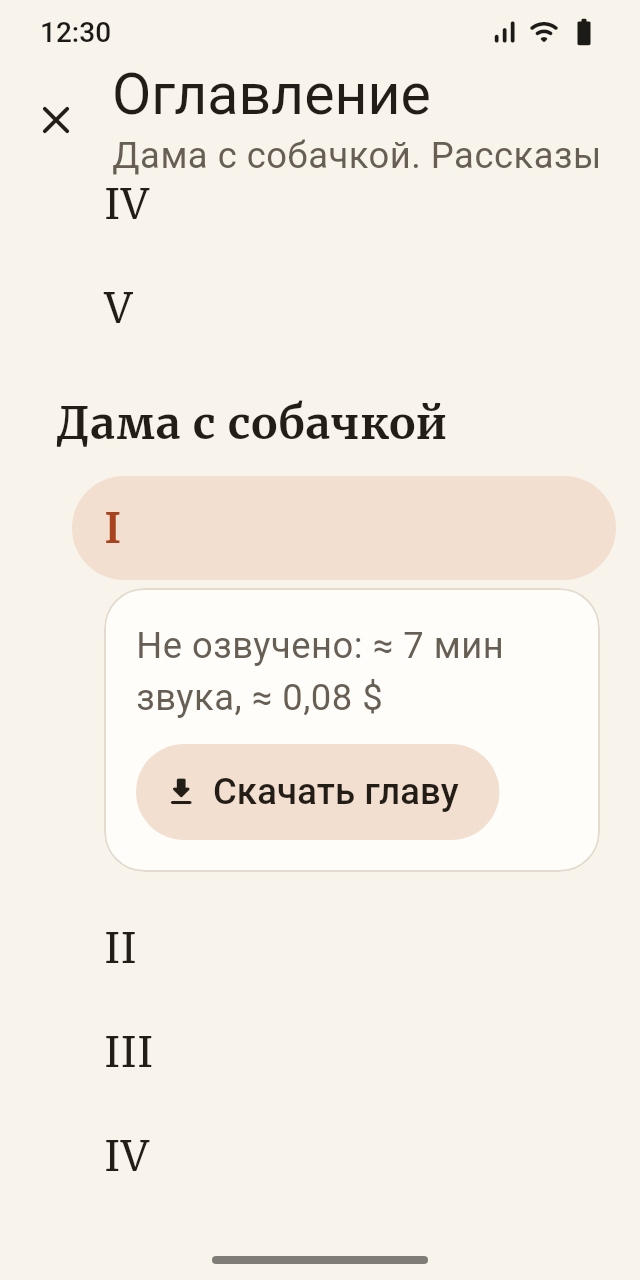 12:30
Оглавление
Дама с собачкой. Рассказы
IV
V
Дама с собачкой
I
Не озвучено: ≈ 7 мин
звука, ≈ 0,08 $
Скачать главу
II
III
IV